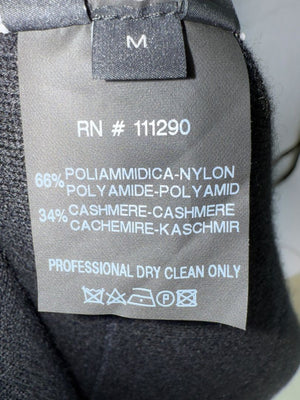 M
RN # 111290
66% POLIAMMIDICA-NYLON
POLYAMIDE-POLYAMID
34% CASHMERE-CASHMERE
CACHEMIRE-KASCHMIR
PROFESSIONAL DRY CLEAN ONLY
P